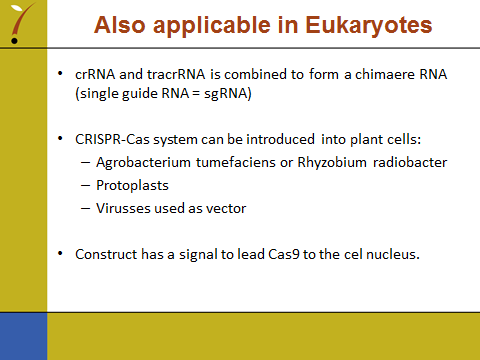 Also applicable in Eukaryotes
• crRNA and tracrRNA is combined to form a chimaere RNA
(single guide RNA = sgRNA)
• CRISPR-Cas system can be introduced into plant cells:
– Agrobacterium tumefaciens or Rhyzobium radiobacter
– Protoplasts
– Virusses used as vector
• Construct has a signal to lead Cas9 to the cel nucleus.